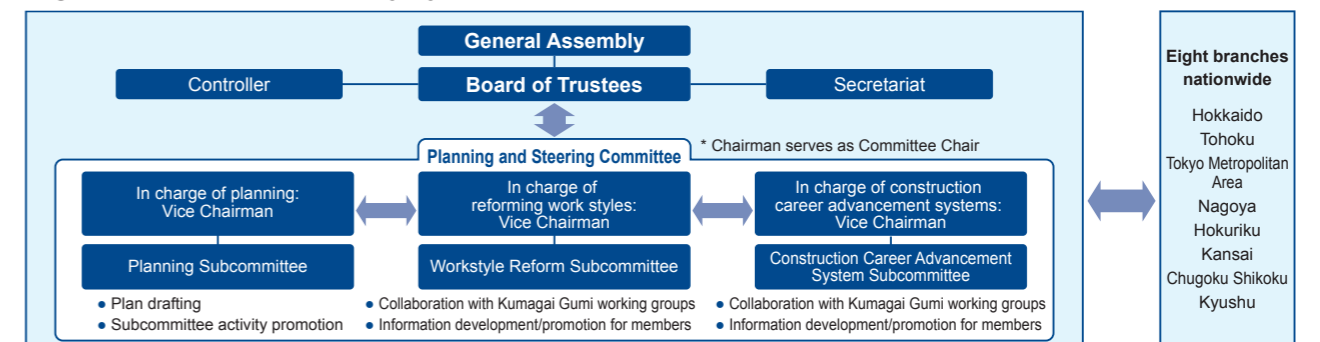 General Assembly
Controller
Board of Trustees
Secretariat
Planning and Steering Committee
* Chairman serves as Committee Chair
In charge of planning:
Vice Chairman
In charge of
reforming work styles:
Vice Chairman
In charge of construction
career advancement systems:
Vice Chairman
Planning Subcommittee
Workstyle Reform Subcommittee
Construction Career Advancement
System Subcommittee
● Plan drafting
● Subcommittee activity promotion
● Collaboration with Kumagai Gumi working groups
● Information development/promotion for members
● Collaboration with Kumagai Gumi working groups
● Information development/promotion for members
Eight branches
nationwide
Hokkaido
Tohoku
Tokyo Metropolitan
Area
Nagoya
Hokuriku
Kansai
Chugoku Shikoku
Kyushu